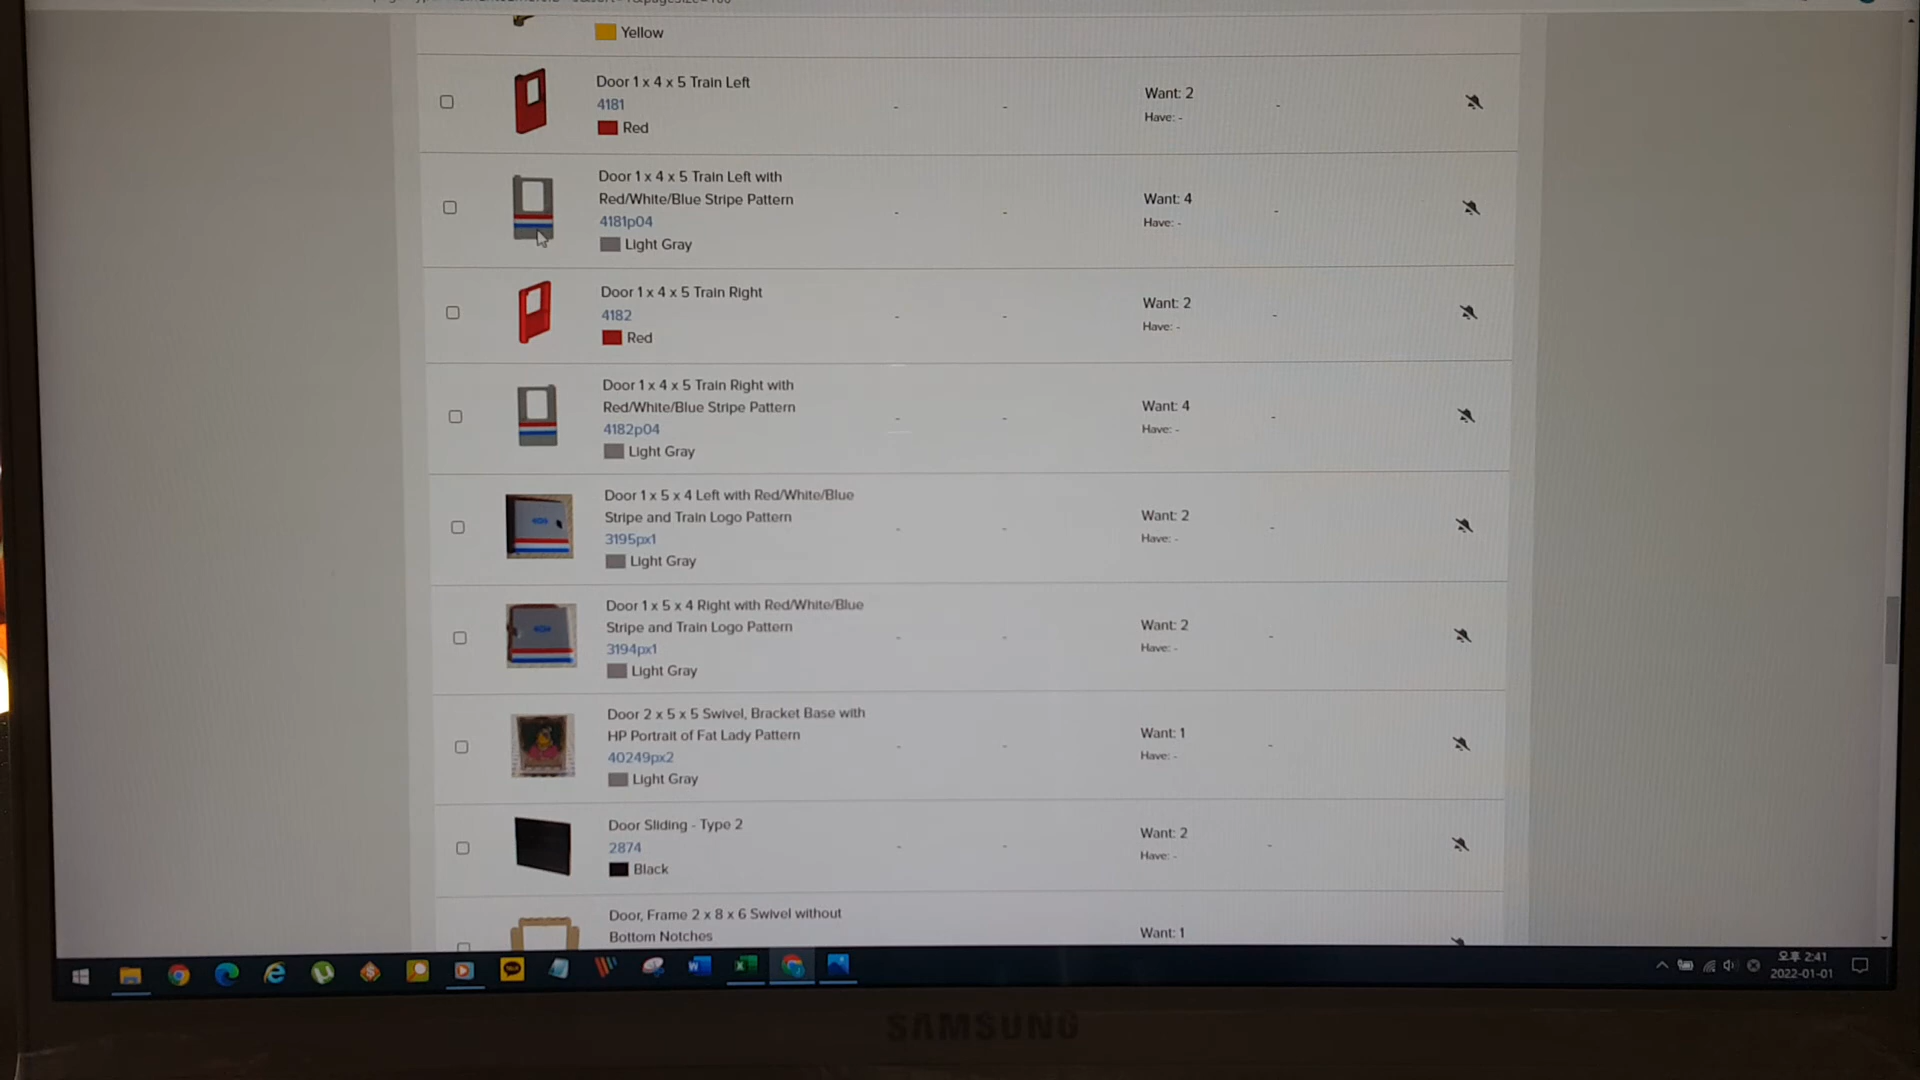 Yellow
Door 1 x 4 x 5 Train Left
4181
Red
Want: 2
Have: -
Door 1 x 4 x 5 Train Left with
Red/White/Blue Stripe Pattern
4181p04
Light Gray
Want: 4
Have: -
Door 1 x 4 x 5 Train Right
4182
Red
Want: 2
Have: -
Door 1 x 4 x 5 Train Right with
Red/White/Blue Stripe Pattern
4182p04
Light Gray
Want: 4
Have: -
Door 1 x 5 x 4 Left with Red/White/Blue
Stripe and Train Logo Pattern
3195px1
Light Gray
Want: 2
Have: -
Door 1 x 5 x 4 Right with Red/White/Blue
Stripe and Train Logo Pattern
3194px1
Light Gray
Want: 2
Have: -
Door 2 x 5 x 5 Swivel, Bracket Base with
HP Portrait of Fat Lady Pattern
40249px2
Light Gray
Want: 1
Have: -
Door Sliding - Type 2
2874
Black
Want: 2
Have: -
Door, Frame 2 x 8 x 6 Swivel without
Bottom Notches
Want: 1
오후 2:41
2022-01-01
SAMSUNG